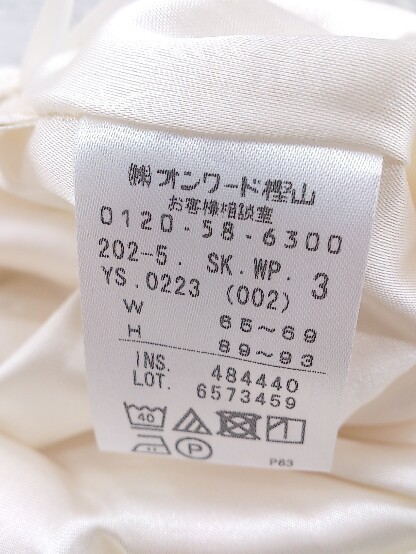 ㈱オンワード樫山
お客様相談室
0120-58-6300
202-5. SK.WP. 3
YS.0223 (002)
W 65～69
H 89～93
INS. 484440
LOT. 6573459
40
P
P63